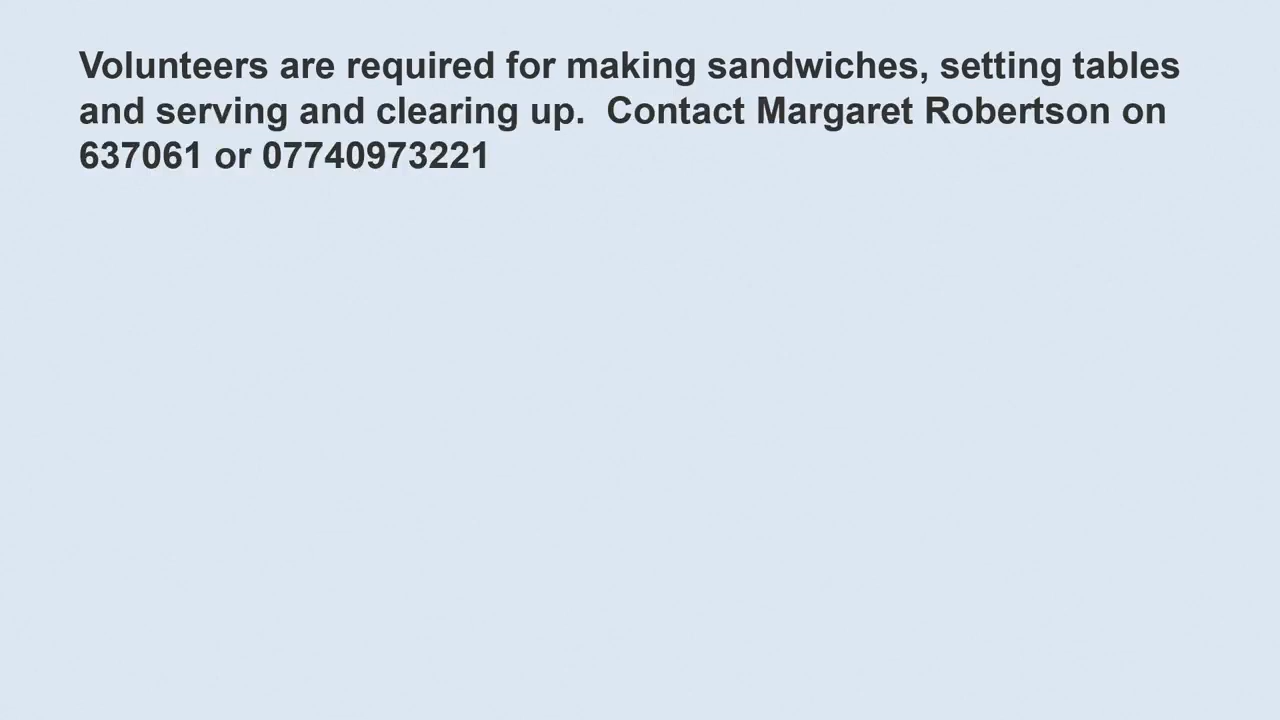 Volunteers are required for making sandwiches, setting tables
and serving and clearing up.  Contact Margaret Robertson on
637061 or 07740973221